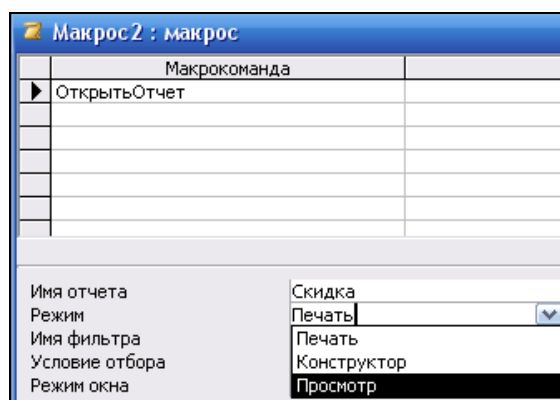 Макрос2 : макрос
Макрокоманда
ОткрытьОтчет
Имя отчета Скидка
Режим Печать
Имя фильтра Печать
Условие отбора Конструктор
Режим окна Просмотр